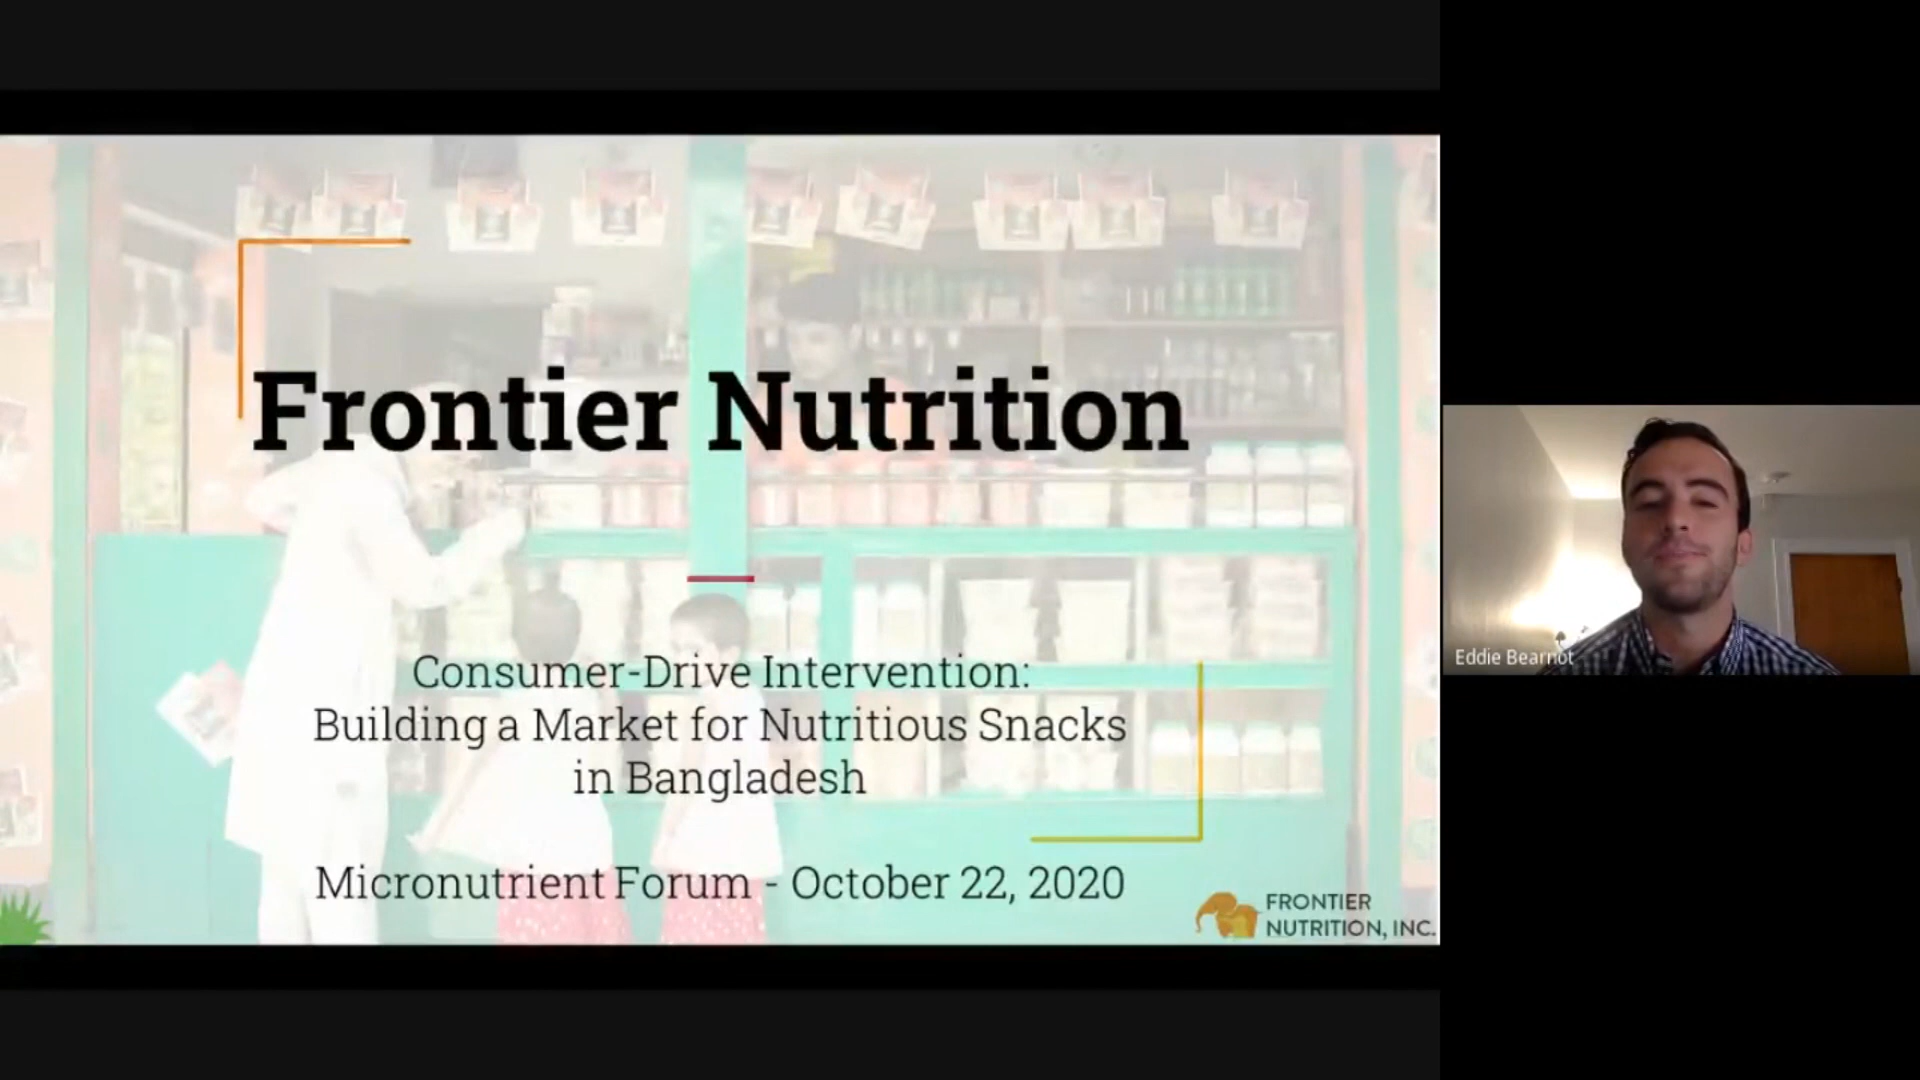 Frontier Nutrition
Consumer-Drive Intervention:
Building a Market for Nutritious Snacks
in Bangladesh
Micronutrient Forum - October 22, 2020
FRONTIER
NUTRITION, INC.
Eddie Bearnot